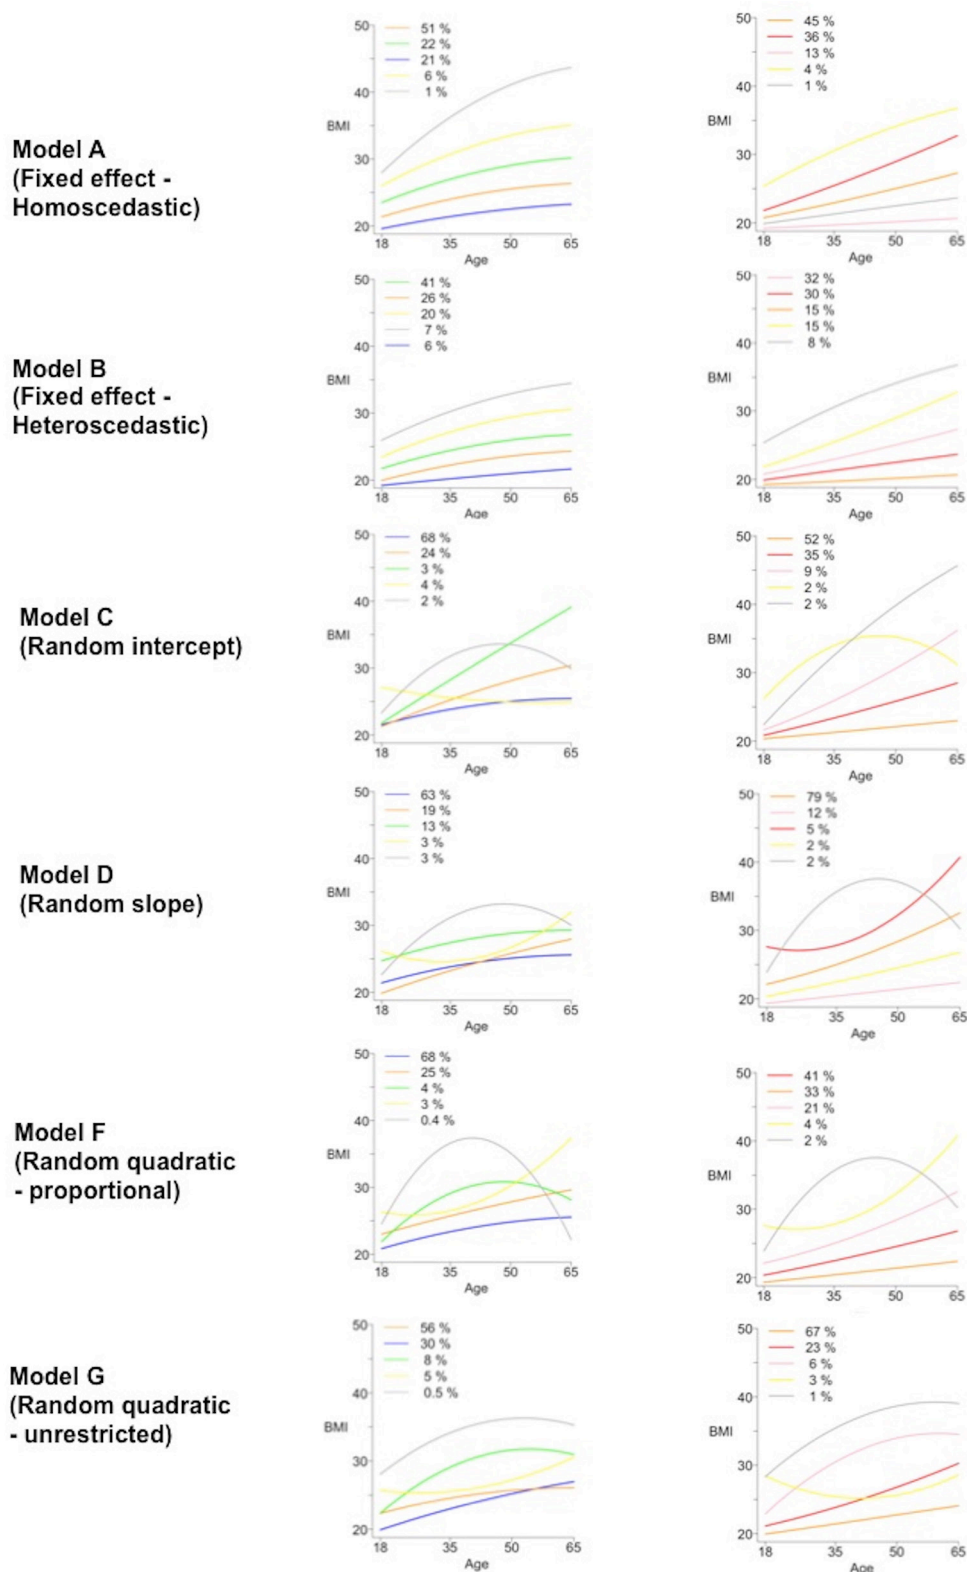 Model A
(Fixed effect -
Homoscedastic)
50
40
BMI
30
20
18 35 50 65
Age
51 %
22 %
21 %
6 %
1 %
50
40
BMI
30
20
18 35 50 65
Age
45 %
36 %
13 %
4 %
1 %
Model B
(Fixed effect -
Heteroscedastic)
50
40
BMI
30
20
18 35 50 65
Age
41 %
26 %
20 %
7 %
6 %
50
40
BMI
30
20
18 35 50 65
Age
32 %
30 %
15 %
15 %
8 %
Model C
(Random intercept)
50
40
BMI
30
20
18 35 50 65
Age
68 %
24 %
3 %
4 %
2 %
50
40
BMI
30
20
18 35 50 65
Age
52 %
35 %
9 %
2 %
2 %
Model D
(Random slope)
50
40
BMI
30
20
18 35 50 65
Age
63 %
19 %
13 %
3 %
3 %
50
40
BMI
30
20
18 35 50 65
Age
79 %
12 %
5 %
2 %
2 %
Model F
(Random quadratic
- proportional)
50
40
BMI
30
20
18 35 50 65
Age
68 %
25 %
4 %
3 %
0.4 %
50
40
BMI
30
20
18 35 50 65
Age
41 %
33 %
21 %
4 %
2 %
Model G
(Random quadratic
- unrestricted)
50
40
BMI
30
20
18 35 50 65
Age
56 %
30 %
8 %
5 %
0.5 %
50
40
BMI
30
20
18 35 50 65
Age
67 %
23 %
6 %
3 %
1 %